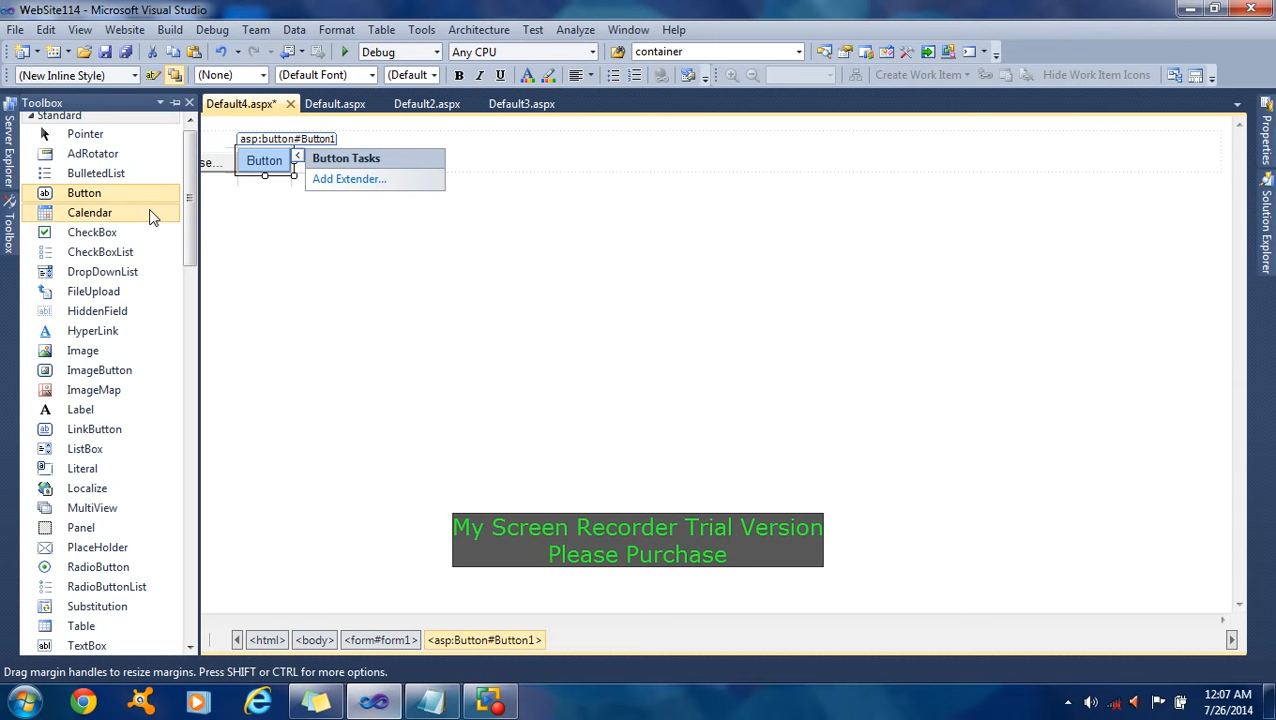 WebSite114 - Microsoft Visual Studio
File Edit View Website Build Debug Team Data Format Table Tools Architecture Test Analyze Window Help
Debug Any CPU container
(New Inline Style) (None) (Default Font) (Default B I U A Create Work Item Hide Work Item Icons
Toolbox
Default4.aspx* Default.aspx Default2.aspx Default3.aspx
Server Explorer
Toolbox
Standard
Pointer
AdRotator
BulletedList
Button
Calendar
CheckBox
CheckBoxList
DropDownList
FileUpload
HiddenField
HyperLink
Image
ImageButton
ImageMap
Label
LinkButton
ListBox
Literal
Localize
MultiView
Panel
PlaceHolder
RadioButton
RadioButtonList
Substitution
Table
TextBox
asp:button#Button1
se... Button
Button Tasks
Add Extender...
My Screen Recorder Trial Version
Please Purchase
Properties
Solution Explorer
<html> <body> <form#form1> <asp:Button#Button1>
Drag margin handles to resize margins. Press SHIFT or CTRL for more options.
12:07 AM
7/26/2014